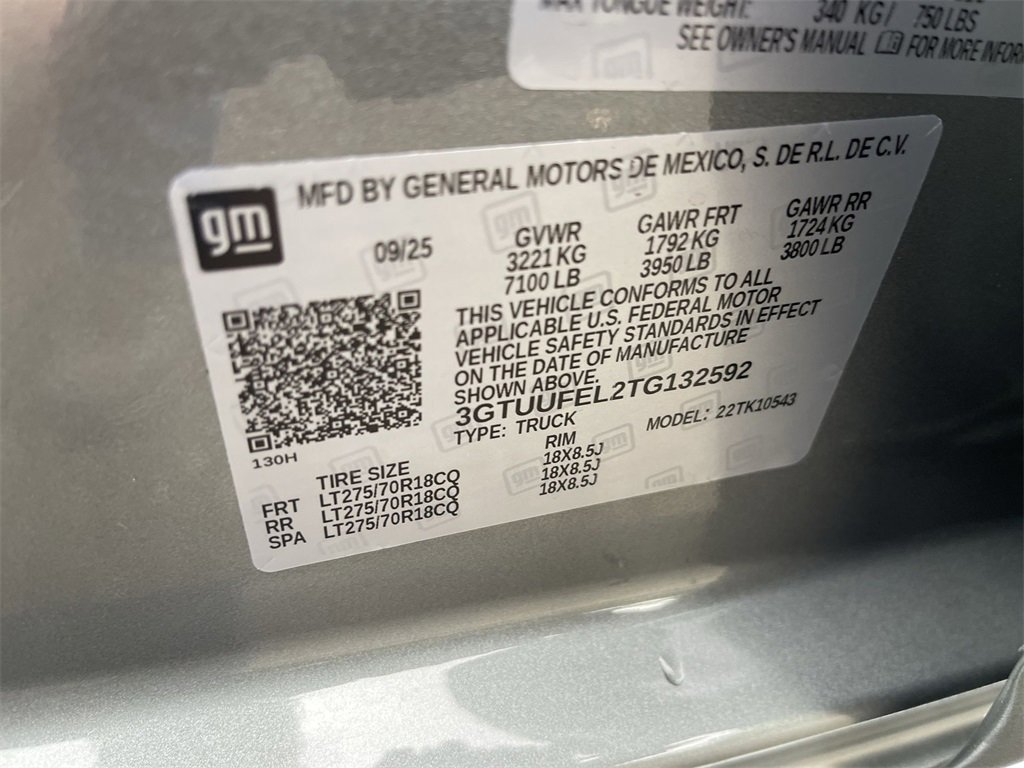 MAX TONGUE WEIGHT: 340 KG / 750 LBS
SEE OWNER'S MANUAL FOR MORE
gm
MFD BY GENERAL MOTORS DE MEXICO, S. DE R.L. DE C.V.
09/25
GVWR
3221 KG
7100 LB
GAWR FRT
1792 KG
3950 LB
GAWR RR
1724 KG
3800 LB
THIS VEHICLE CONFORMS TO ALL
APPLICABLE U.S. FEDERAL MOTOR
VEHICLE SAFETY STANDARDS IN EFFECT
ON THE DATE OF MANUFACTURE
SHOWN ABOVE.
3GTUUFEL2TG132592
TYPE: TRUCK MODEL: 22TK10543
130H
TIRE SIZE RIM
FRT LT275/70R18CQ 18X8.5J
RR LT275/70R18CQ 18X8.5J
SPA LT275/70R18CQ 18X8.5J